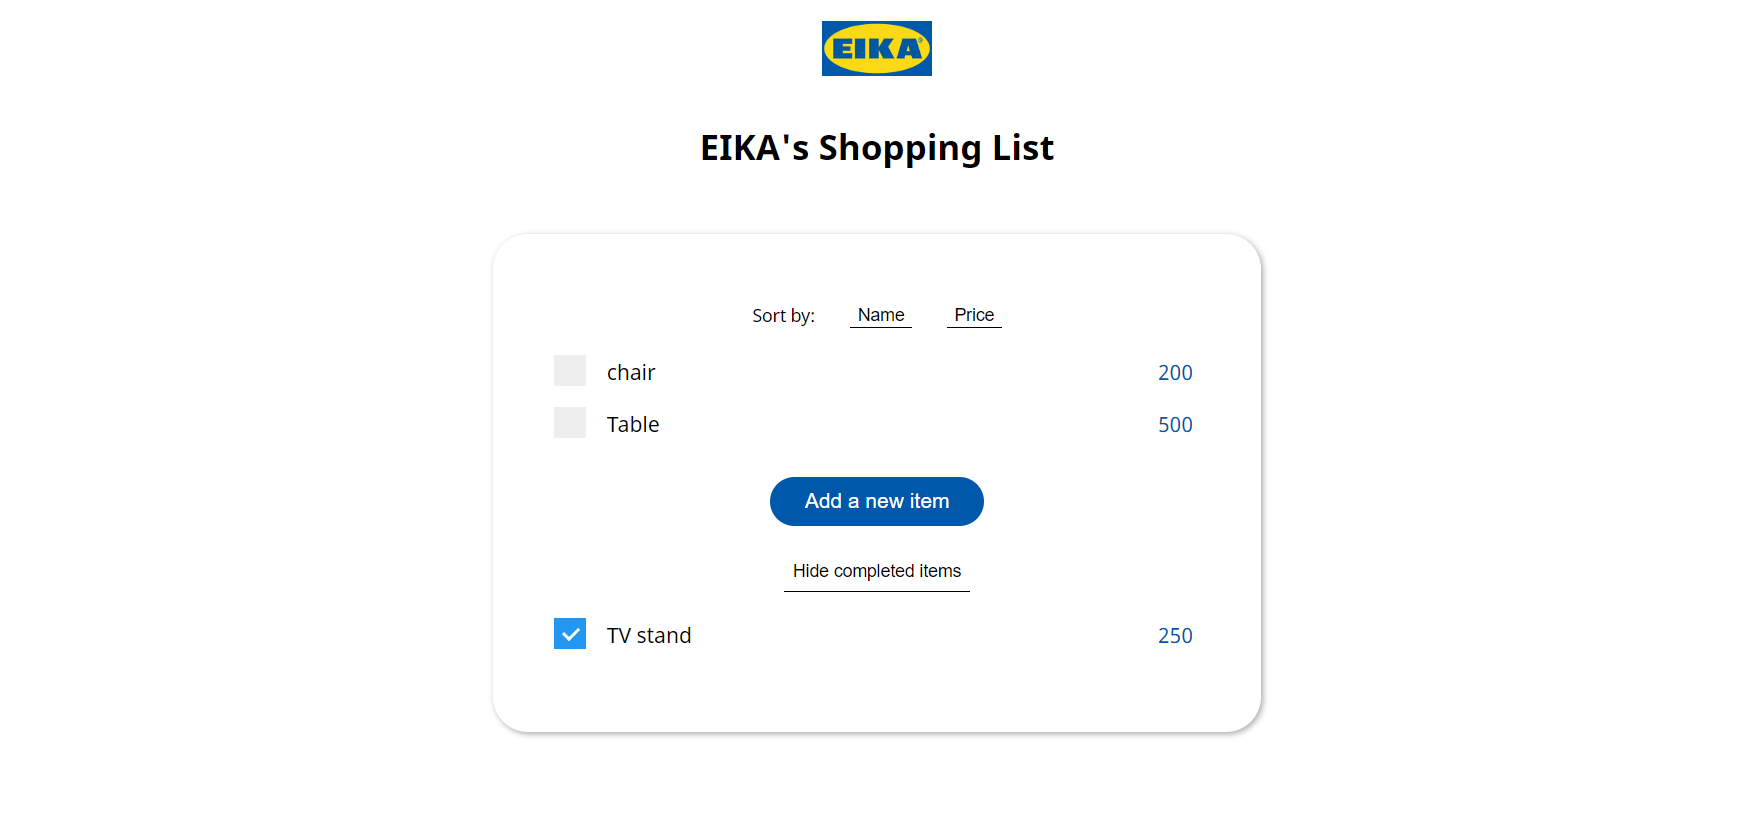 EIKA®
EIKA's Shopping List
Sort by: Name Price
chair 200
Table 500
Add a new item
Hide completed items
TV stand 250